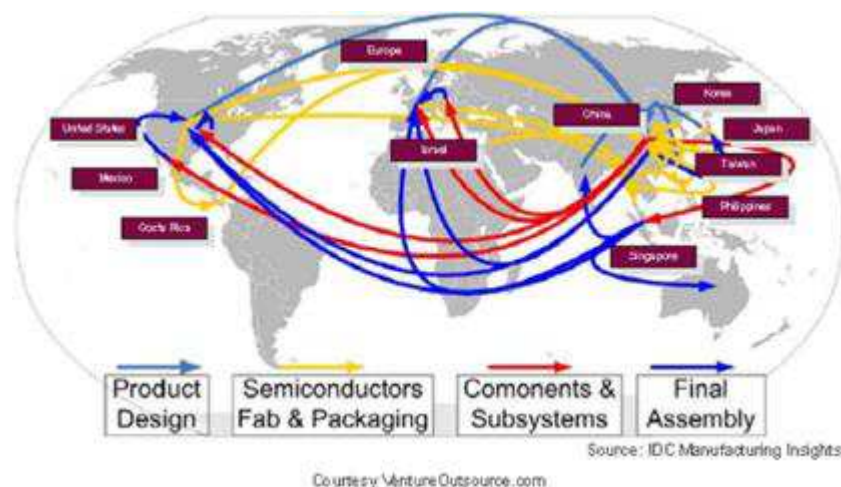 Europe
Korea
United States
China
Japan
Israel
Taiwan
Mexico
Philippines
Costa Rica
Singapore
Product
Design
Semiconductors
Fab & Packaging
Comonents &
Subsystems
Final
Assembly
Source: IDC Manufacturing Insights
Courtesy VentureOutsource.com